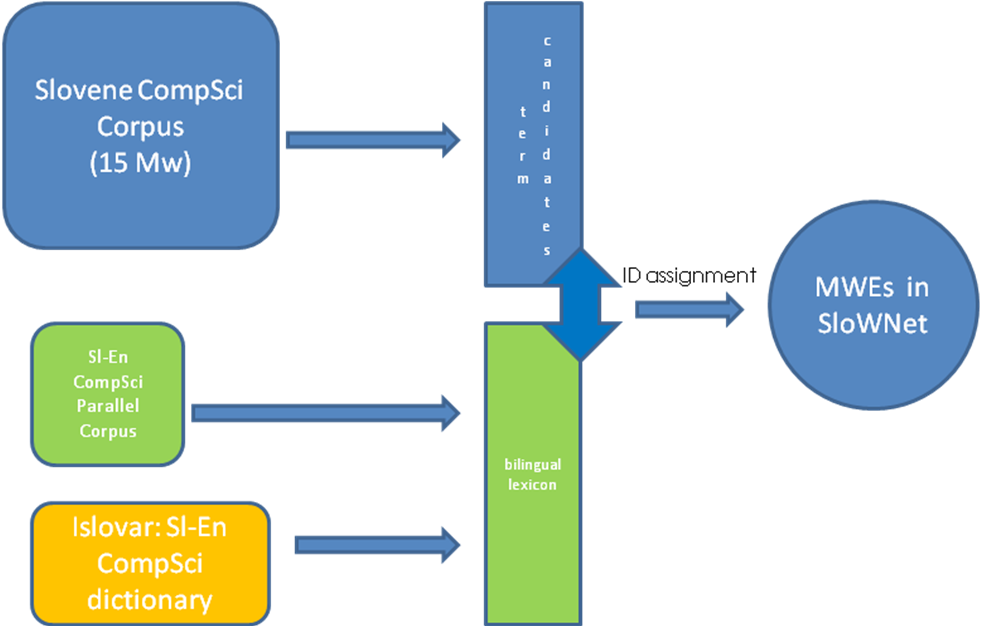 Slovene CompSci
Corpus
(15 Mw)
term
candidates
ID assignment
MWEs in
SloWNet
Sl-En
CompSci
Parallel
Corpus
bilingual
lexicon
Islovar: Sl-En
CompSci
dictionary